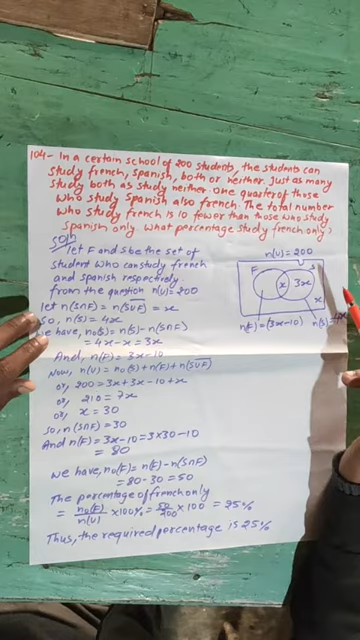 104- In a certain school of 200 students, the students can
study french, Spanish, both or neither. Just as many
study both as study neither. One quarter of those
who study Spanish also french. The total number
who study french is 10 fewer than those who study
Spanish only. What percentage study french only?
Soln
let F and S be the set of
student who can study french
and spanish respectively
from the question n(U)=200
n(U) = 200
F
S
x
3x
x
n(F)=(3x-10)
let n(S∩F) = n(S̅U̅F̅) = x
So, n(S) = 4x
we have, no(S) = n(S) - n(S∩F)
= 4x - x = 3x
And, n(F) = 3x-10
Now, n(U) = no(S) + n(F) + n(S̅U̅F̅)
or, 200 = 3x+3x-10+x
or, 210 = 7x
or, x = 30
So, n(S∩F) = 30
And n(F) = 3x-10 = 3×30-10
= 80
we have, no(F) = n(F) - n(S∩F)
= 80-30 = 50
The percentage of french only
= no(F)/n(U) ×100% = 50/200 ×100 = 25%
Thus, the required percentage is 25%